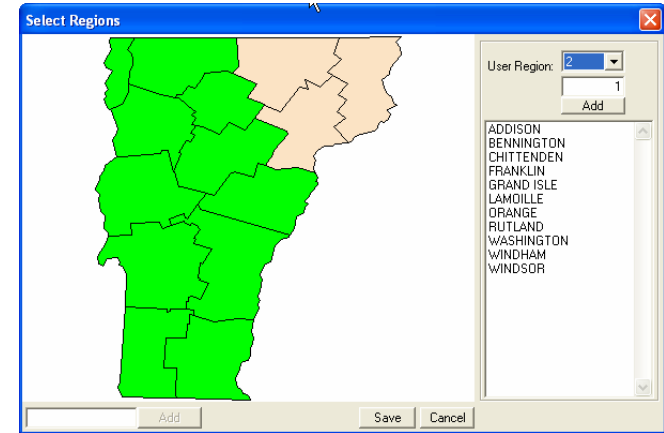 Select Regions
User Region: 2
1
Add
ADDISON
BENNINGTON
CHITTENDEN
FRANKLIN
GRAND ISLE
LAMOILLE
ORANGE
RUTLAND
WASHINGTON
WINDHAM
WINDSOR
Add Save Cancel